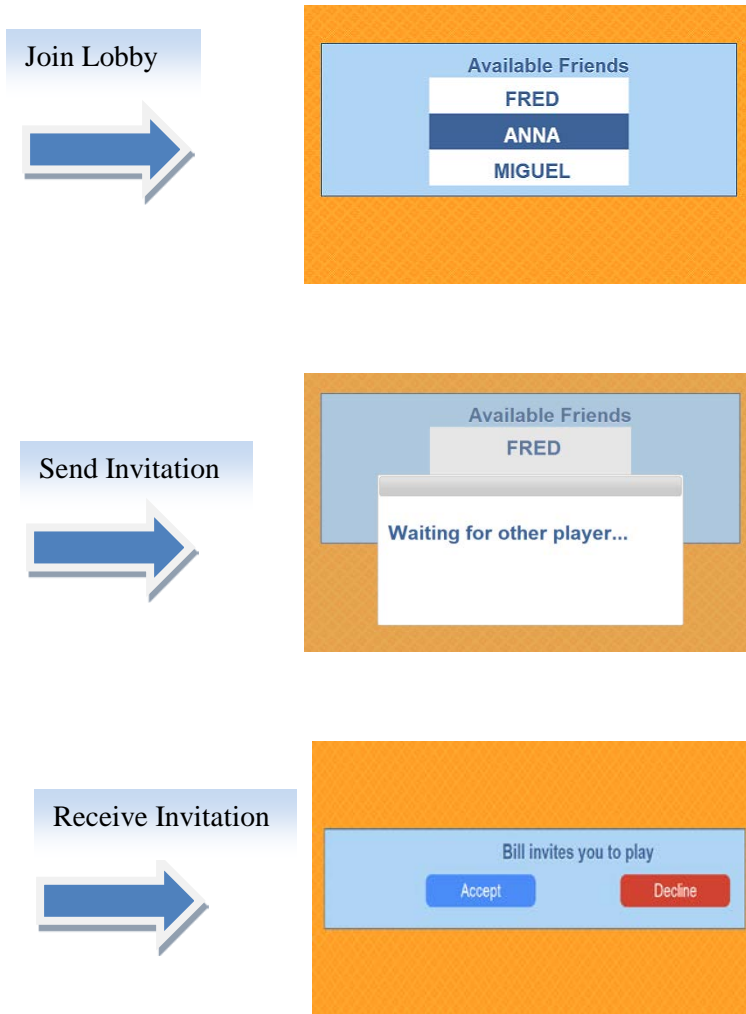 Join Lobby
Available Friends
FRED
ANNA
MIGUEL
Send Invitation
Available Friends
FRED
Waiting for other player...
Receive Invitation
Bill invites you to play
Accept
Decline